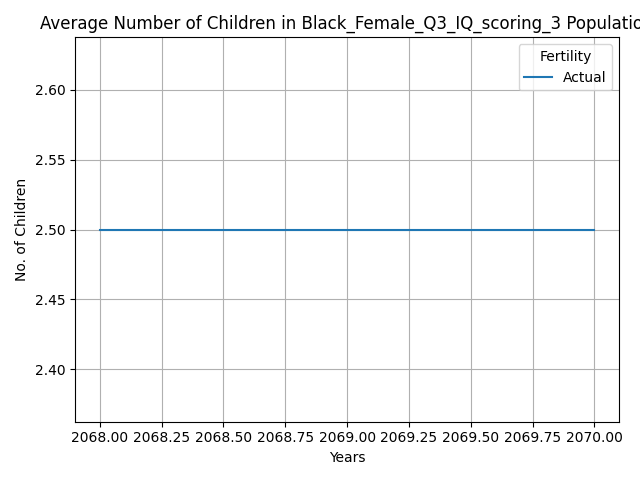 Average Number of Children in Black_Female_Q3_IQ_scoring_3 Populatio
Fertility
Actual
2.60
2.55
2.50
2.45
2.40
No. of Children
2068.00 2068.25 2068.50 2068.75 2069.00 2069.25 2069.50 2069.75 2070.00
Years